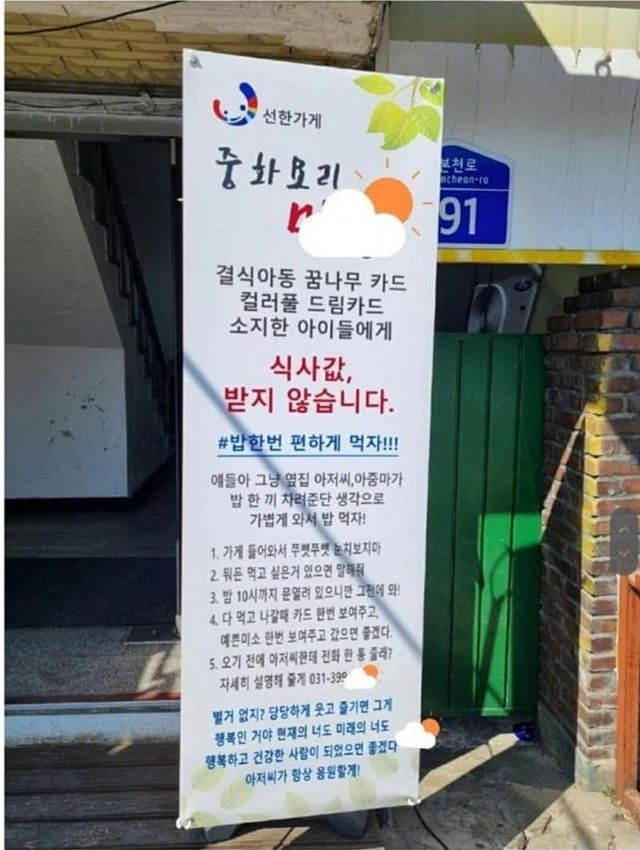 선한가게
중화요리
결식아동 꿈나무 카드
컬러풀 드림카드
소지한 아이들에게
식사값,
받지 않습니다.
#밥한번 편하게 먹자!!!
얘들아 그냥 옆집 아저씨,아줌마가
밥 한 끼 차려준단 생각으로
가볍게 와서 밥 먹자!
1. 가게 들어와서 쭈뼛쭈뼛 눈치보지마
2. 뭐든 먹고 싶은거 있으면 말해줘
3. 밤 10시까지 문열려 있으니깐 그전에 와!
4. 다 먹고 나갈때 카드 한번 보여주고,
예쁜미소 한번 보여주고 갔으면 좋겠다.
5. 오기 전에 아저씨한테 전화 한 통 줄래?
자세히 설명해 줄게 031-399
별거 없지? 당당하게 웃고 즐기면 그게
행복인 거야 현재의 너도 미래의 너도
행복하고 건강한 사람이 되었으면 좋겠다
아저씨가 항상 응원할게!
본천로
ncheon-ro
91